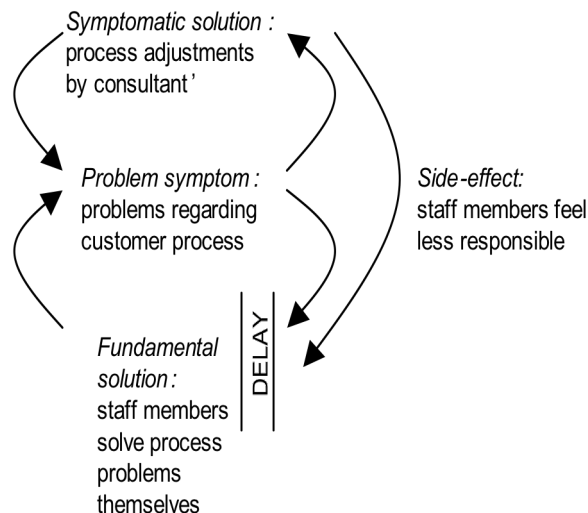 Symptomatic solution :
process adjustments
by consultant’
Problem symptom :
problems regarding
customer process
Side-effect:
staff members feel
less responsible
Fundamental
solution :
staff members
solve process
problems
themselves
DELAY